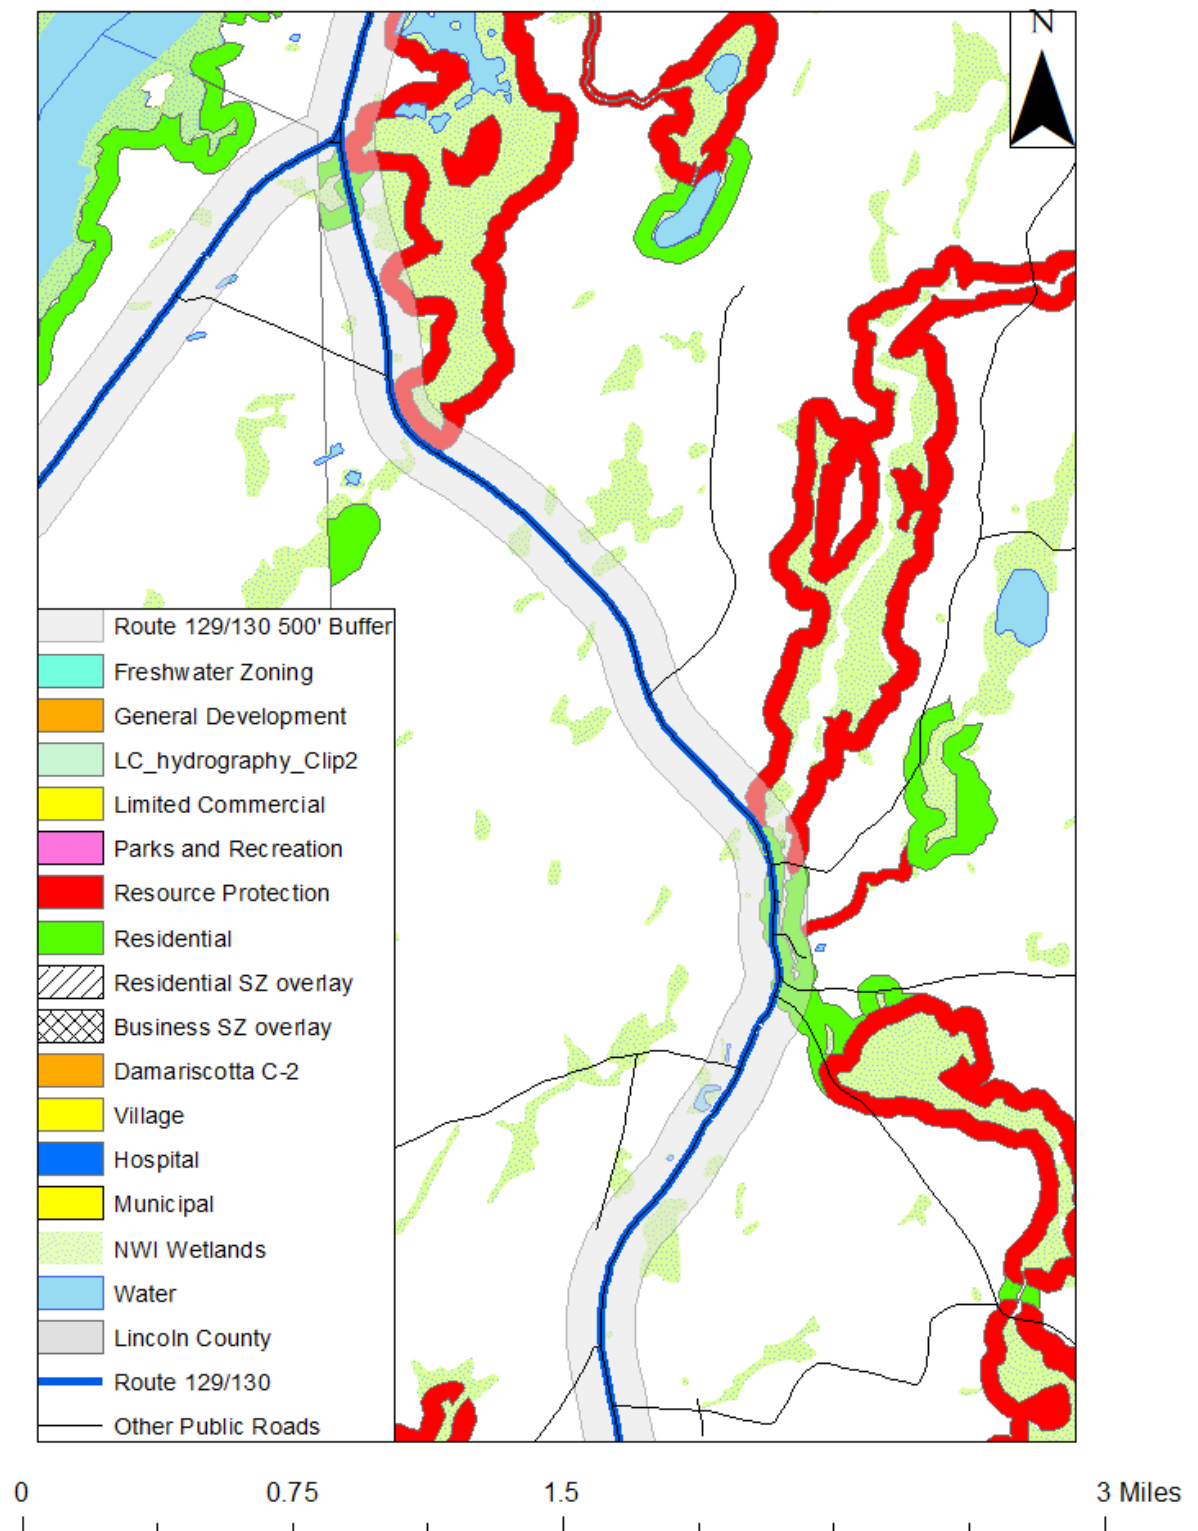 N
Route 129/130 500' Buffer
Freshwater Zoning
General Development
LC_hydrography_Clip2
Limited Commercial
Parks and Recreation
Resource Protection
Residential
Residential SZ overlay
Business SZ overlay
Damariscotta C-2
Village
Hospital
Municipal
NWI Wetlands
Water
Lincoln County
Route 129/130
Other Public Roads
0 0.75 1.5 3 Miles